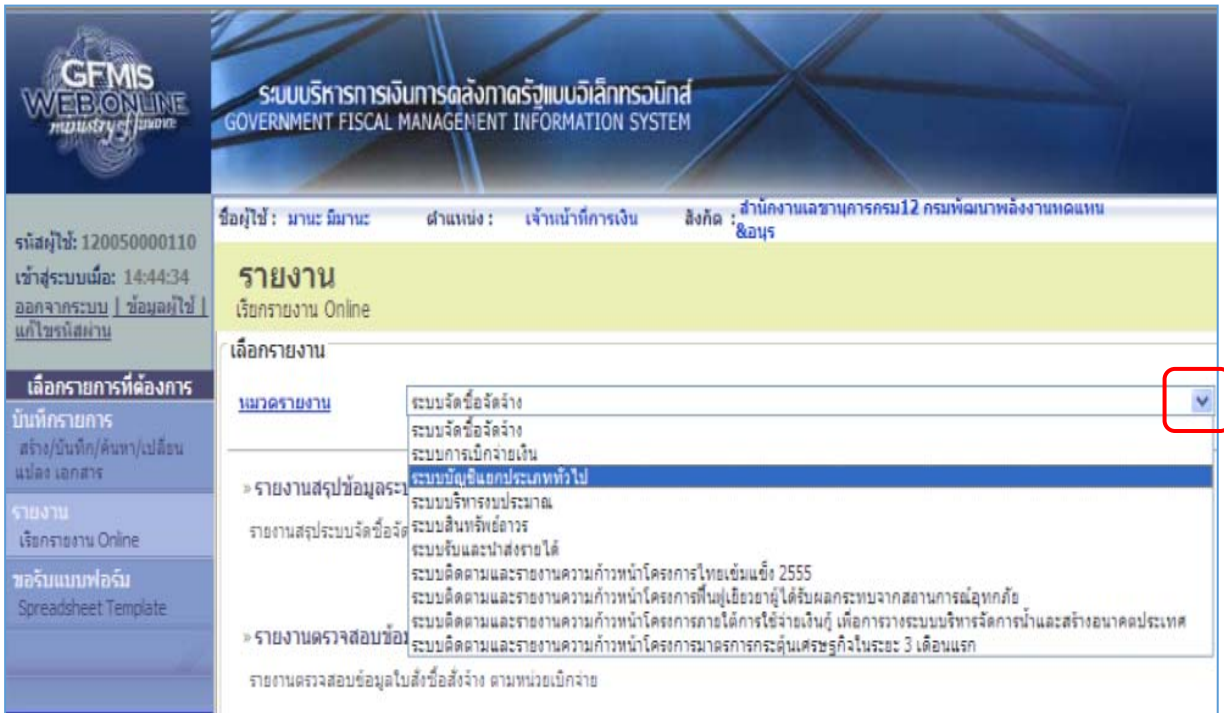 GFMIS
WEB ONLINE
ministry of finance
ระบบบริหารการเงินการคลังภาครัฐแบบอิเล็กทรอนิกส์
GOVERNMENT FISCAL MANAGEMENT INFORMATION SYSTEM
ชื่อผู้ใช้ : มานะ มีมานะ ตำแหน่ง : เจ้าหน้าที่การเงิน สังกัด : สำนักงานเลขานุการกรม12 กรมพัฒนาพลังงานทดแทน
&อนุร
รหัสผู้ใช้: 120050000110
เข้าสู่ระบบเมื่อ: 14:44:34
ออกจากระบบ | ข้อมูลผู้ใช้ |
แก้ไขรหัสผ่าน
เลือกรายการที่ต้องการ
บันทึกรายการ
สร้าง/บันทึก/ค้นหา/เปลี่ยน
แปลง เอกสาร
รายงาน
เรียกรายงาน Online
ขอรับแบบฟอร์ม
Spreadsheet Template
รายงาน
เรียกรายงาน Online
เลือกรายงาน
หมวดรายงาน
ระบบจัดซื้อจัดจ้าง
ระบบจัดซื้อจัดจ้าง
ระบบการเบิกจ่ายเงิน
ระบบบัญชีแยกประเภททั่วไป
ระบบบริหารงบประมาณ
ระบบสินทรัพย์ถาวร
ระบบรับและนำส่งรายได้
ระบบติดตามและรายงานความก้าวหน้าโครงการไทยเข้มแข็ง 2555
ระบบติดตามและรายงานความก้าวหน้าโครงการฟื้นฟูเยียวยาผู้ได้รับผลกระทบจากสถานการณ์อุทกภัย
ระบบติดตามและรายงานความก้าวหน้าโครงการภายใต้การใช้จ่ายเงินกู้ เพื่อการวางระบบบริหารจัดการน้ำและสร้างอนาคตประเทศ
ระบบติดตามและรายงานความก้าวหน้าโครงการมาตรการกระตุ้นเศรษฐกิจในระยะ 3 เดือนแรก
» รายงานสรุปข้อมูลระบ
รายงานสรุประบบจัดซื้อจัด
» รายงานตรวจสอบข้อม
รายงานตรวจสอบข้อมูลใบสั่งซื้อสั่งจ้าง ตามหน่วยเบิกจ่าย